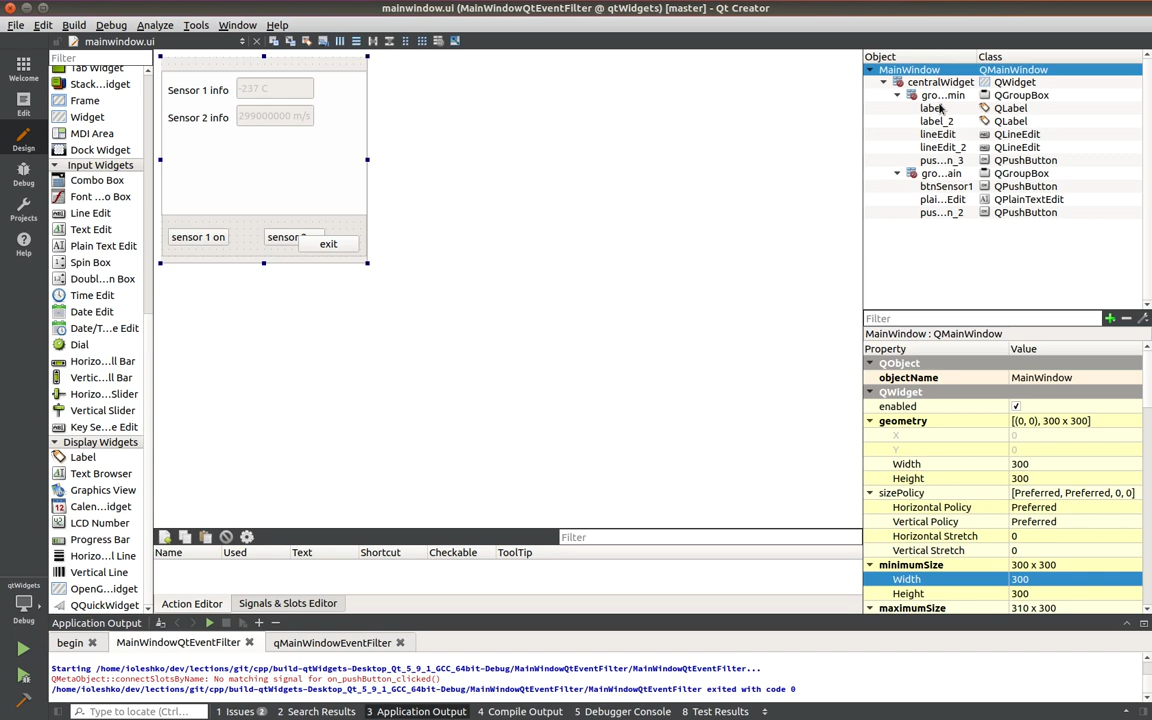 mainwindow.ui (MainWindowQtEventFilter @ qtWidgets) [master] - Qt Creator
File Edit Build Debug Analyze Tools Window Help
mainwindow.ui
Welcome
Edit
Design
Debug
Projects
Help
qtWidgets
Debug
Filter
Tab Widget
Stack...idget
Frame
Widget
MDI Area
Dock Widget
Input Widgets
Combo Box
Font ...o Box
Line Edit
Text Edit
Plain Text Edit
Spin Box
Doubl...n Box
Time Edit
Date Edit
Date/T...e Edit
Dial
Horizo...ll Bar
Vertic...ll Bar
Horizo...Slider
Vertical Slider
Key Se...e Edit
Display Widgets
Label
Text Browser
Graphics View
Calen...idget
LCD Number
Progress Bar
Horizo...l Line
Vertical Line
OpenG...idget
QQuickWidget
Sensor 1 info -237 C
Sensor 2 info 299000000 m/s
sensor 1 on
exit
Object Class
MainWindow QMainWindow
centralWidget QWidget
gro...min QGroupBox
label QLabel
label_2 QLabel
lineEdit QLineEdit
lineEdit_2 QLineEdit
pus...n_3 QPushButton
gro...ain QGroupBox
btnSensor1 QPushButton
plai...Edit QPlainTextEdit
pus...n_2 QPushButton
Filter
MainWindow : QMainWindow
Property Value
QObject
objectName MainWindow
QWidget
enabled
geometry [(0, 0), 300 x 300]
X 0
Y 0
Width 300
Height 300
sizePolicy [Preferred, Preferred, 0, 0]
Horizontal Policy Preferred
Vertical Policy Preferred
Horizontal Stretch 0
Vertical Stretch 0
minimumSize 300 x 300
Width 300
Height 300
maximumSize 310 x 300
Filter
Name Used Text Shortcut Checkable ToolTip
Action Editor Signals & Slots Editor
Application Output
begin MainWindowQtEventFilter qMainWindowEventFilter
Starting /home/ioleshko/dev/lections/git/cpp/build-qtWidgets-Desktop_Qt_5_9_1_GCC_64bit-Debug/MainWindowQtEventFilter/MainWindowQtEventFilter...
QMetaObject::connectSlotsByName: No matching signal for on_pushButton_clicked()
/home/ioleshko/dev/lections/git/cpp/build-qtWidgets-Desktop_Qt_5_9_1_GCC_64bit-Debug/MainWindowQtEventFilter/MainWindowQtEventFilter exited with code 0
Type to locate (Ctrl... 1 Issues 2 2 Search Results 3 Application Output 4 Compile Output 5 Debugger Console 8 Test Results